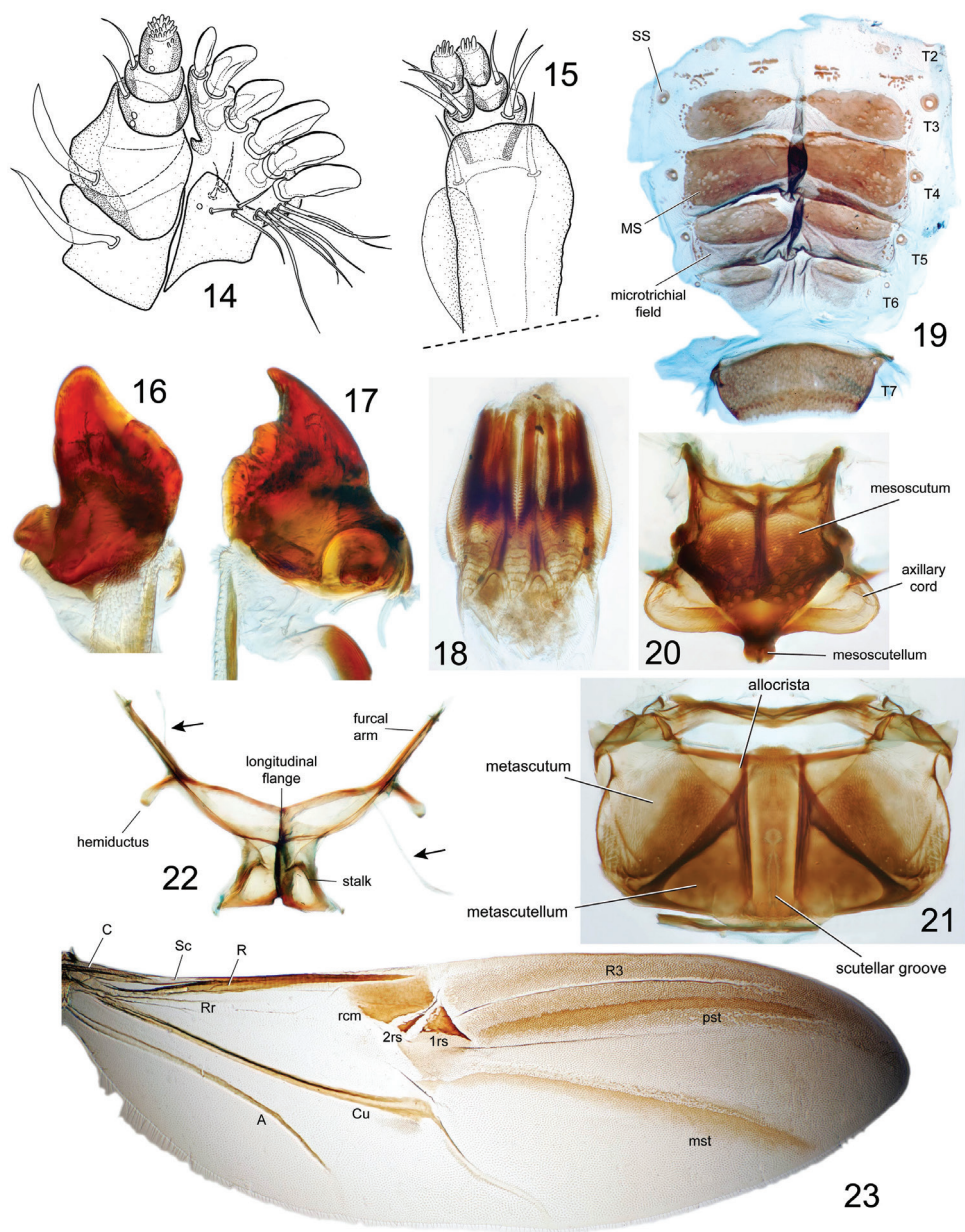 14
15
SS
T2
T3
T4
MS
T5
microtrichial
field
T6
19
T7
16
17
18
mesoscutum
axillary
cord
20
mesoscutellum
allocrista
furcal
arm
longitudinal
flange
metascutum
hemiductus
22
stalk
metascutellum
21
scutellar groove
C
Sc
R
R3
Rr
rcm
pst
2rs
1rs
A
Cu
mst
23